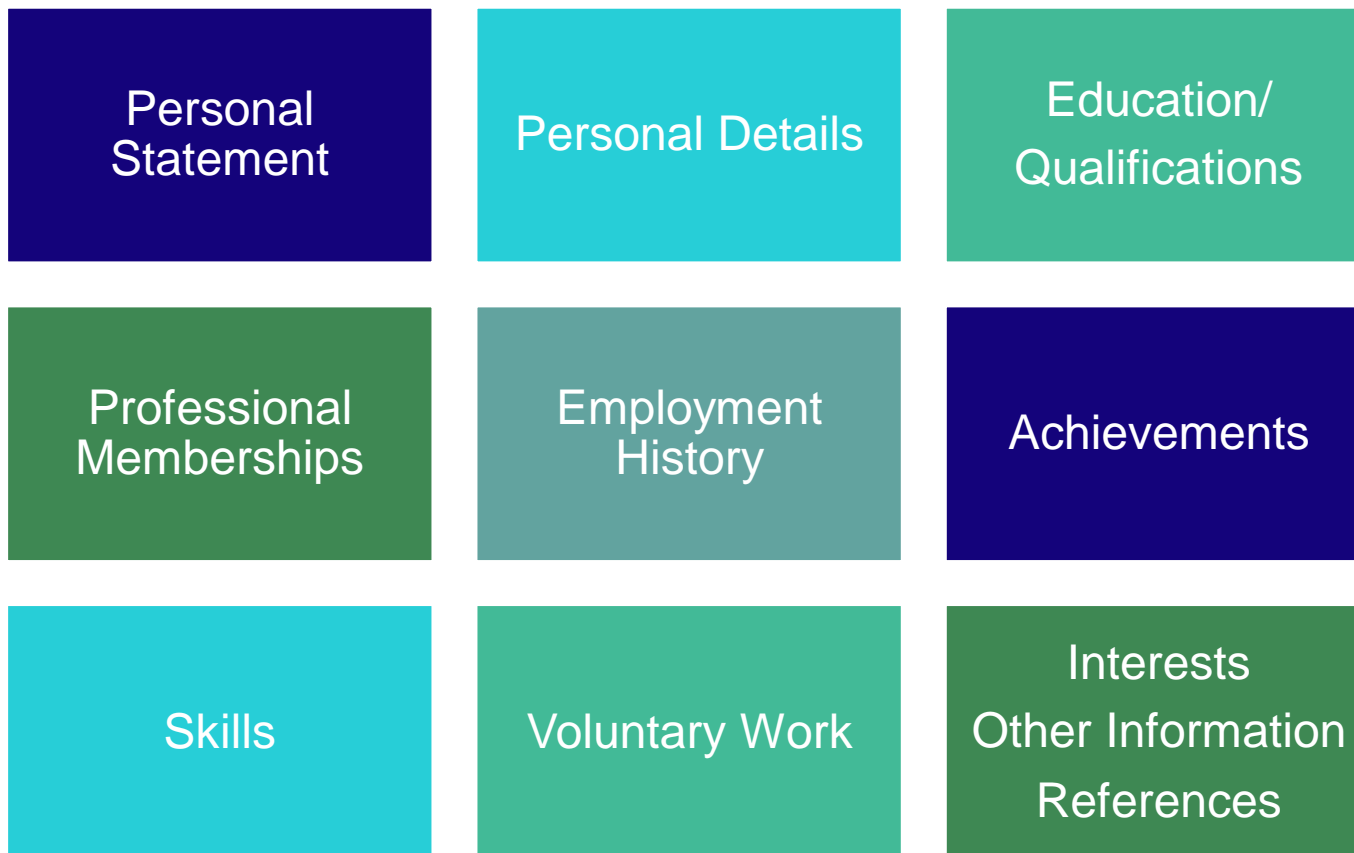 Personal
Statement
Personal Details
Education/
Qualifications
Professional
Memberships
Employment
History
Achievements
Skills
Voluntary Work
Interests
Other Information
References